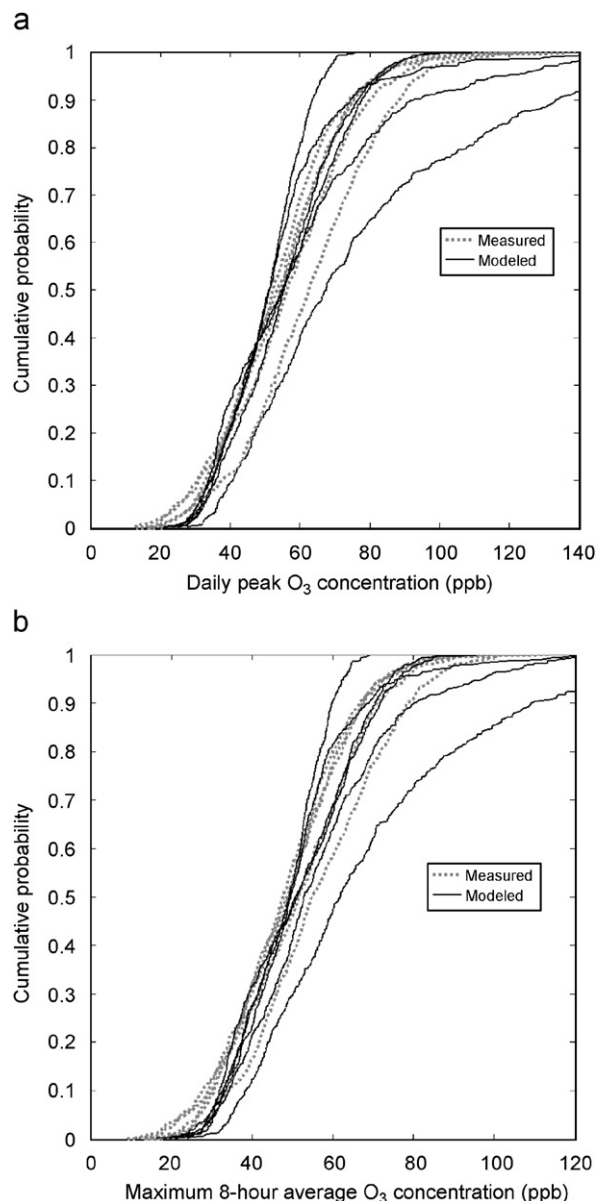 a
1
0.9
0.8
0.7
0.6
0.5
0.4
0.3
0.2
0.1
0
Cumulative probability
Measured
Modeled
0 20 40 60 80 100 120 140
Daily peak O3 concentration (ppb)
b
1
0.9
0.8
0.7
0.6
0.5
0.4
0.3
0.2
0.1
0
Cumulative probability
Measured
Modeled
0 20 40 60 80 100 120
Maximum 8-hour average O3 concentration (ppb)